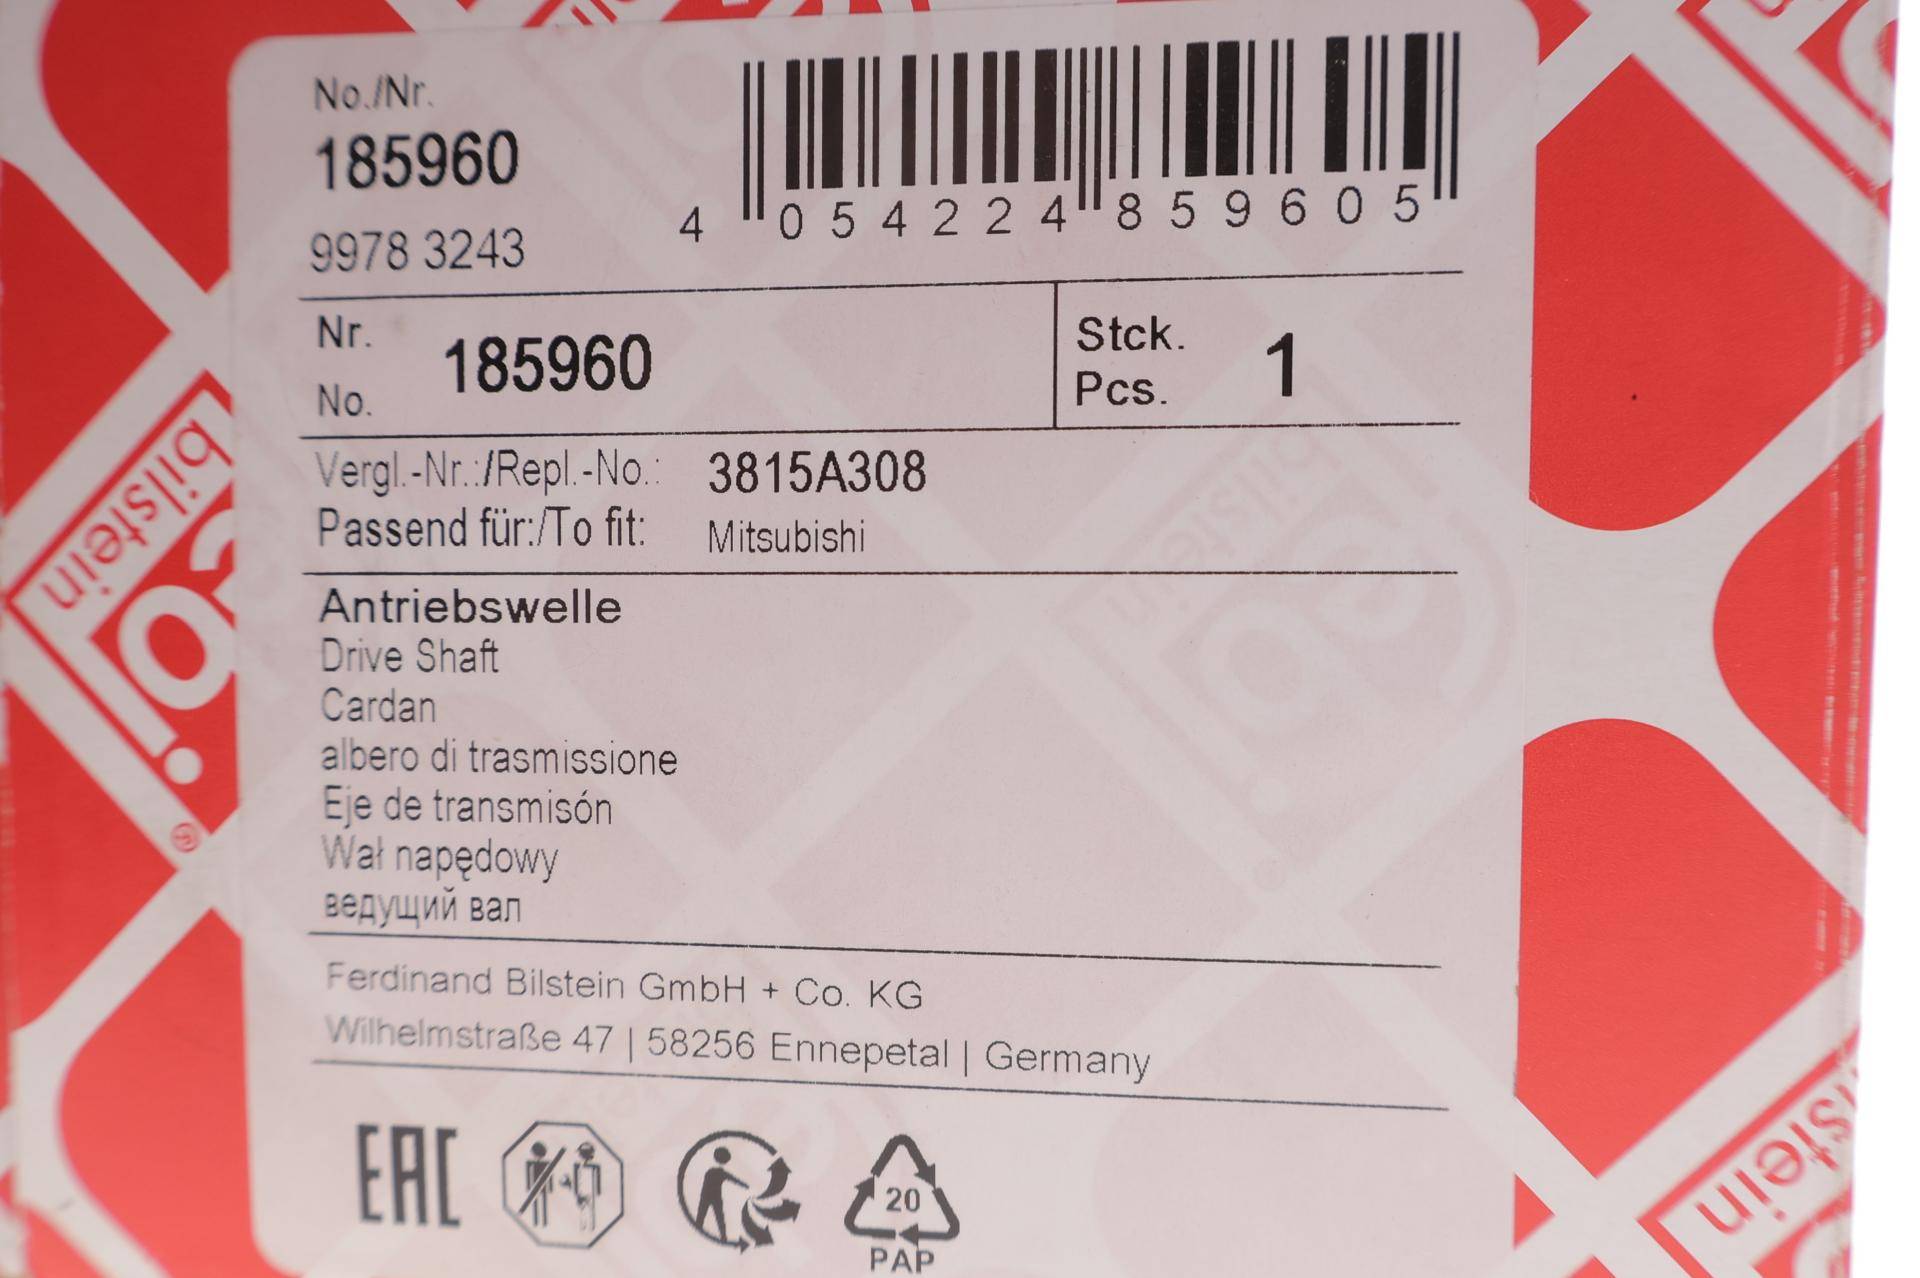 No./Nr.
185960
9978 3243
4 054224 859605
Nr.
No.
185960
Stck.
Pcs.
1
Vergl.-Nr.:/Repl.-No.: 3815A308
Passend für:/To fit: Mitsubishi
Antriebswelle
Drive Shaft
Cardan
albero di trasmissione
Eje de transmisón
Wał napędowy
ведущий вал
Ferdinand Bilstein GmbH + Co. KG
Wilhelmstraße 47 | 58256 Ennepetal | Germany
EAC
20
PAP
bilstein